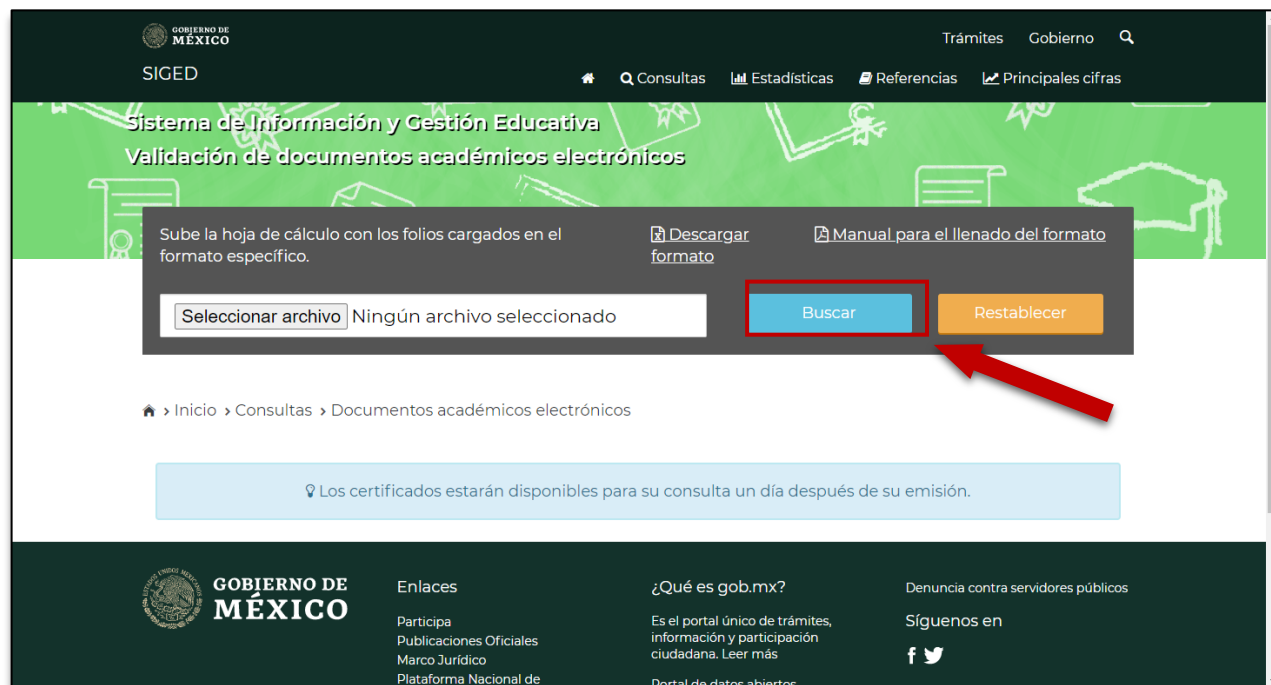 GOBIERNO DE
MÉXICO
Trámites Gobierno
SIGED
Consultas Estadísticas Referencias Principales cifras
Sistema de Información y Gestión Educativa
Validación de documentos académicos electrónicos
Sube la hoja de cálculo con los folios cargados en el
formato específico.
Descargar
formato
Manual para el llenado del formato
Seleccionar archivo Ningún archivo seleccionado
Buscar
Restablecer
Inicio › Consultas › Documentos académicos electrónicos
Los certificados estarán disponibles para su consulta un día después de su emisión.
GOBIERNO DE
MÉXICO
Enlaces
Participa
Publicaciones Oficiales
Marco Jurídico
Plataforma Nacional de
¿Qué es gob.mx?
Es el portal único de trámites,
información y participación
ciudadana. Leer más
Portal de datos abiertos
Denuncia contra servidores públicos
Síguenos en